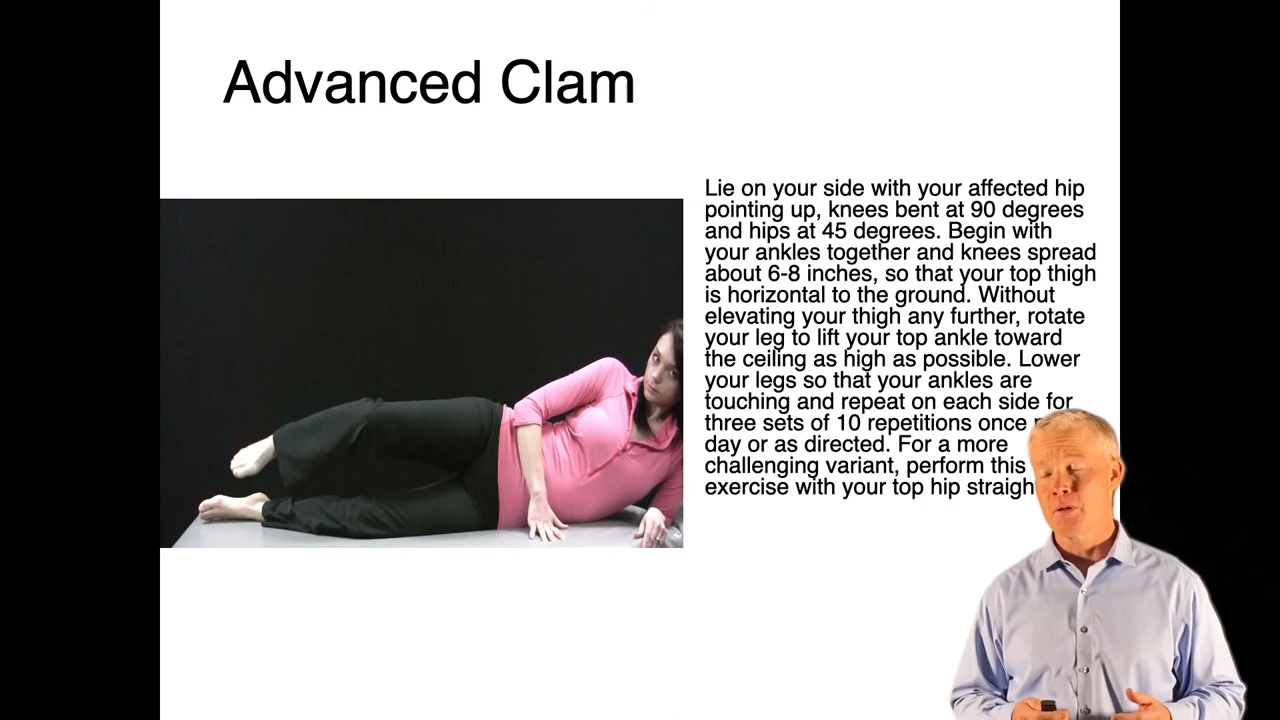 Advanced Clam
Lie on your side with your affected hip
pointing up, knees bent at 90 degrees
and hips at 45 degrees. Begin with
your ankles together and knees spread
about 6-8 inches, so that your top thigh
is horizontal to the ground. Without
elevating your thigh any further, rotate
your leg to lift your top ankle toward
the ceiling as high as possible. Lower
your legs so that your ankles are
touching and repeat on each side for
three sets of 10 repetitions once
day or as directed. For a more
challenging variant, perform this
exercise with your top hip